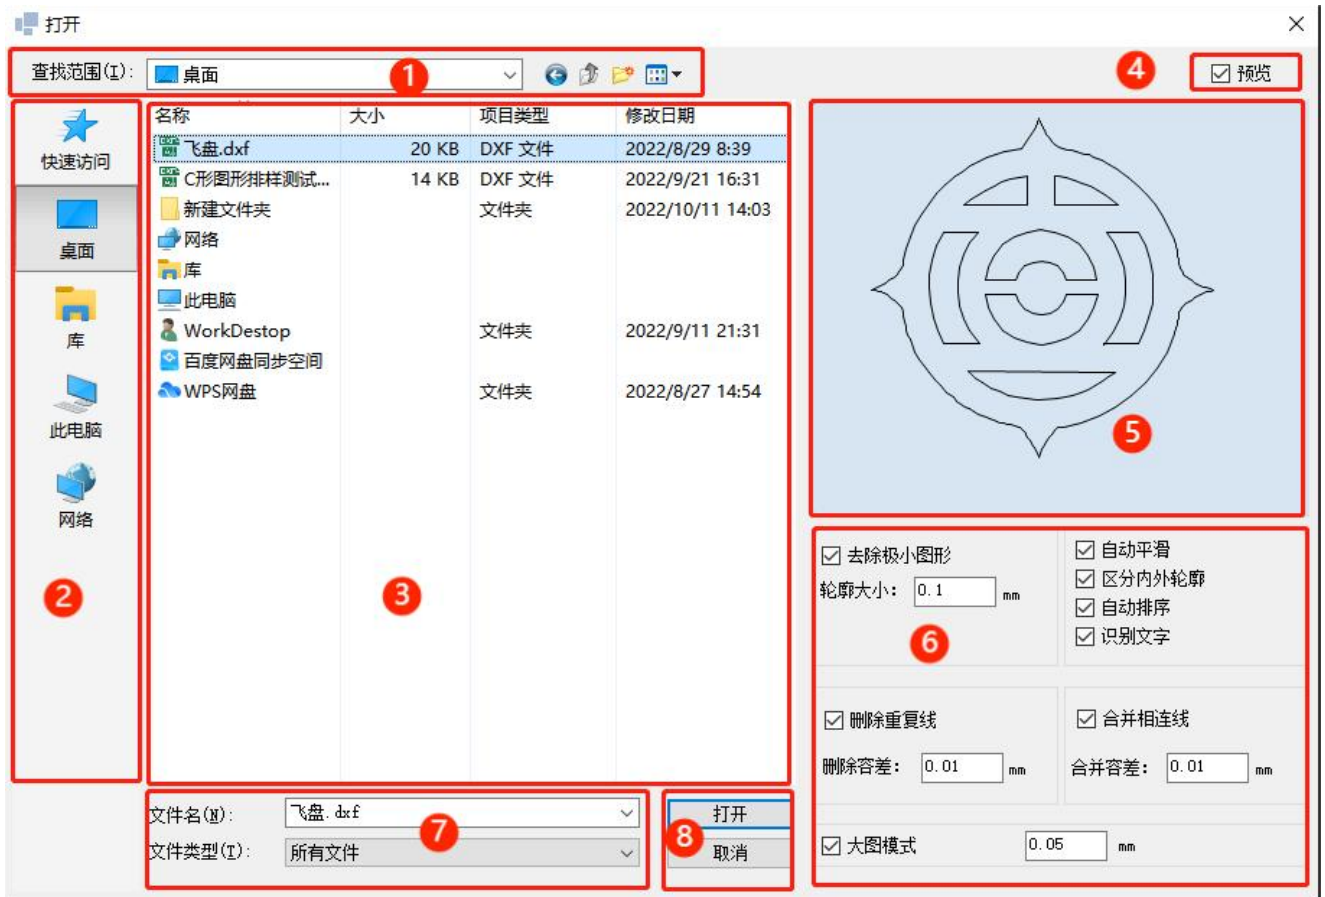 打开
查找范围(I): 桌面 1 4 预览
名称 大小 项目类型 修改日期
快速访问
桌面
库
此电脑
网络
2
飞盘.dxf 20 KB DXF 文件 2022/8/29 8:39
C形图形排样测试... 14 KB DXF 文件 2022/9/21 16:31
新建文件夹 文件夹 2022/10/11 14:03
网络
库
此电脑
WorkDestop 文件夹 2022/9/11 21:31
百度网盘同步空间
WPS网盘 文件夹 2022/8/27 14:54
3
5
去除极小图形
轮廓大小: 0.1 mm
6
自动平滑
区分内外轮廓
自动排序
识别文字
删除重复线
删除容差: 0.01 mm
合并相连线
合并容差: 0.01 mm
大图模式 0.05 mm
文件名(N): 飞盘.dxf
文件类型(T): 所有文件
7
打开
8
取消